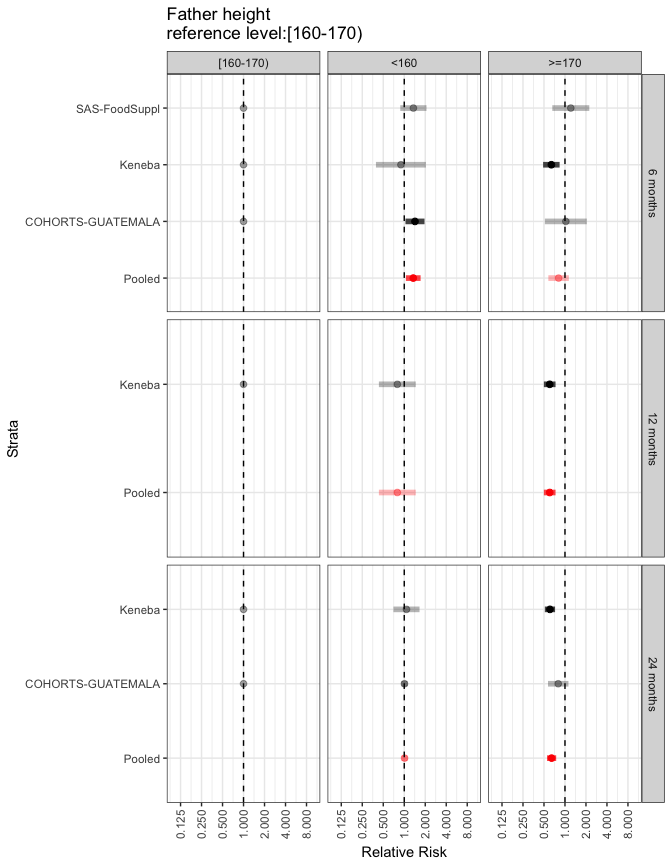 Father height
reference level:[160-170)
[160-170)
<160
>=170
SAS-FoodSuppl
Keneba
COHORTS-GUATEMALA
Pooled
6 months
Keneba
Pooled
12 months
Keneba
COHORTS-GUATEMALA
Pooled
24 months
Strata
0.125 0.250 0.500 1.000 2.000 4.000 8.000
0.125 0.250 0.500 1.000 2.000 4.000 8.000
0.125 0.250 0.500 1.000 2.000 4.000 8.000
Relative Risk